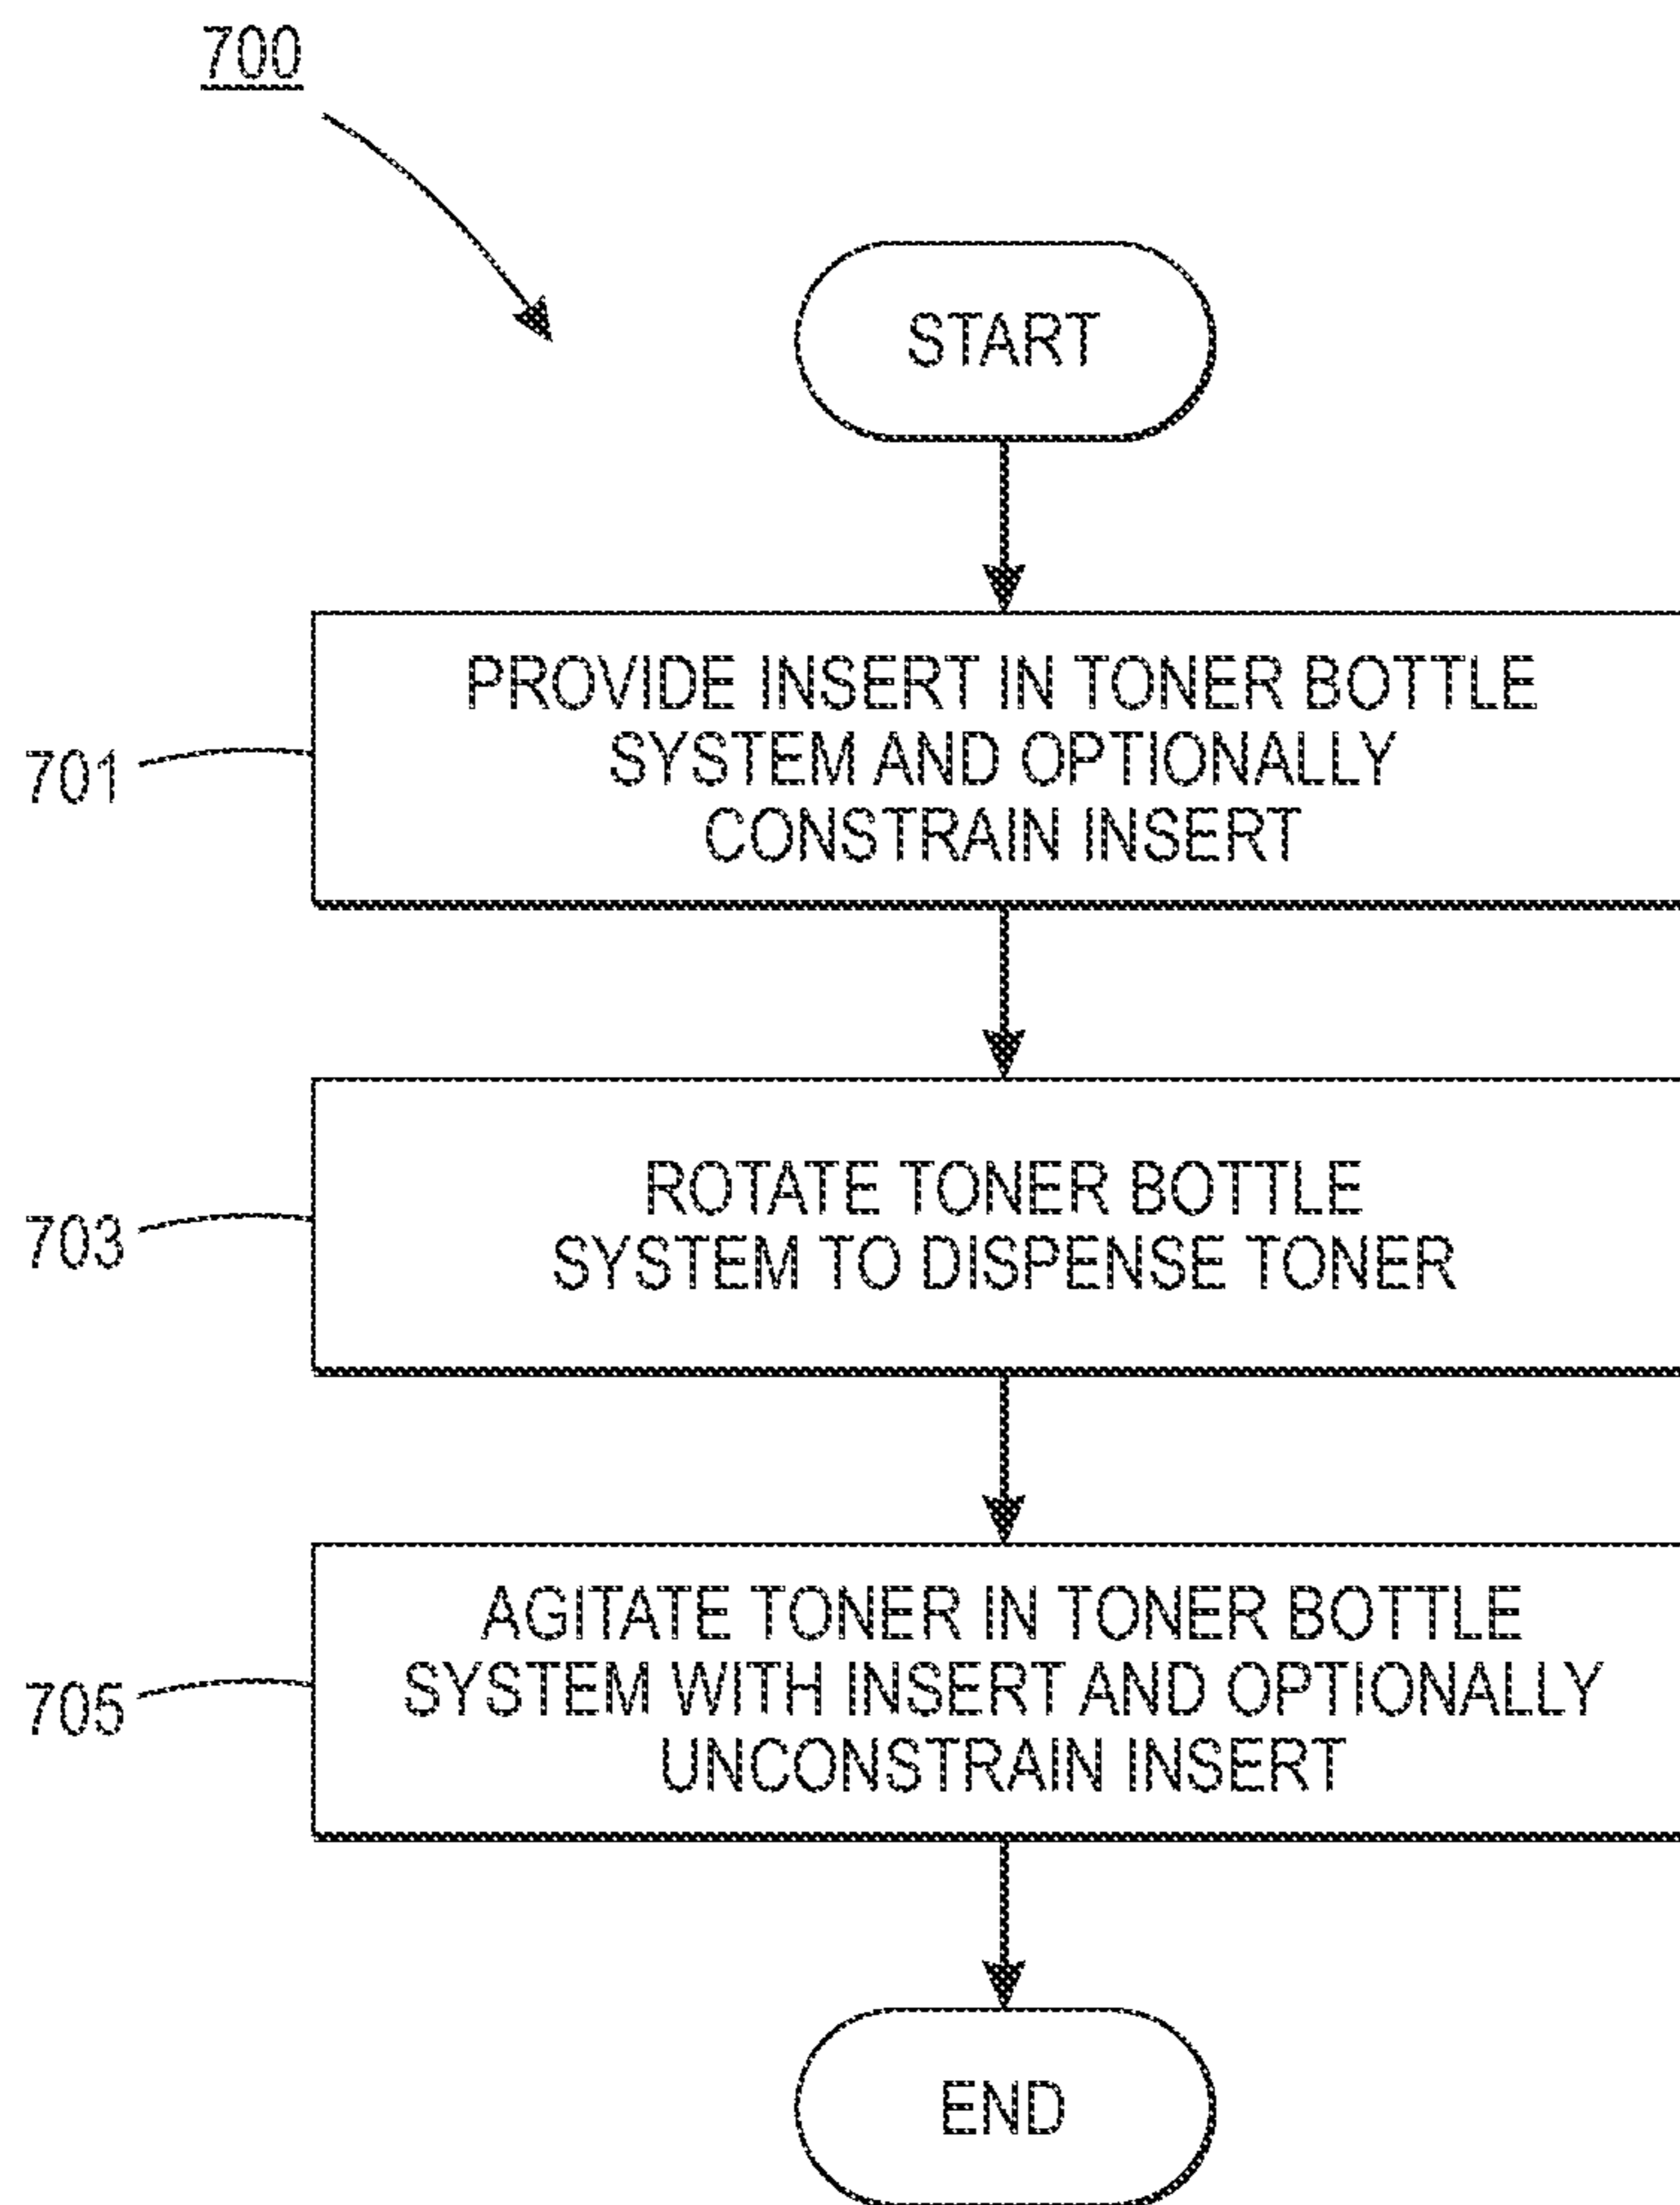 700
START
701
PROVIDE INSERT IN TONER BOTTLE
SYSTEM AND OPTIONALLY
CONSTRAIN INSERT
703
ROTATE TONER BOTTLE
SYSTEM TO DISPENSE TONER
705
AGITATE TONER IN TONER BOTTLE
SYSTEM WITH INSERT AND OPTIONALLY
UNCONSTRAIN INSERT
END